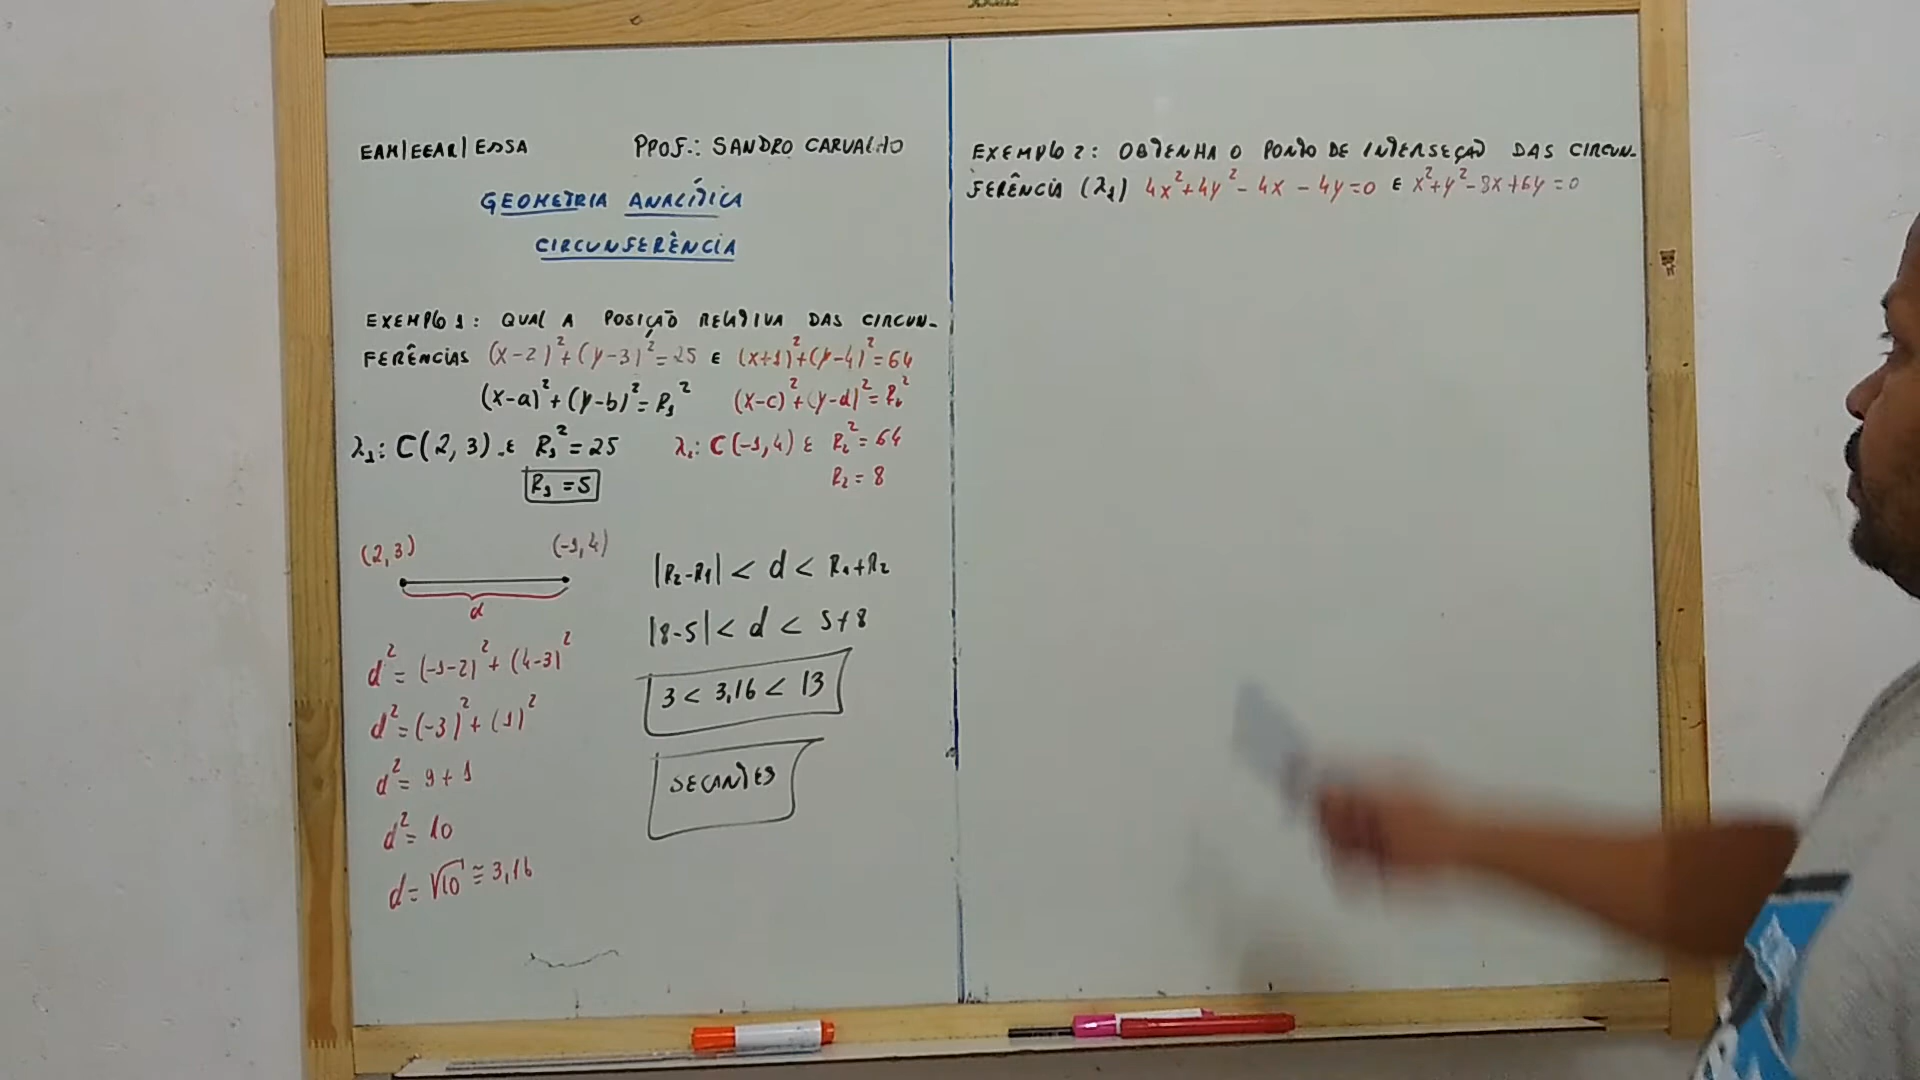 EAM/EEAR/ESSA PROF.: SANDRO CARVALHO
GEOMETRIA ANALÍTICA
CIRCUNFERÊNCIA
EXEMPLO 1: QUAL A POSIÇÃO RELATIVA DAS CIRCUN-
FERÊNCIAS (x-2)²+(y-3)²=25 E (x+1)²+(y-4)²=64
(x-a)²+(y-b)²=R₁² (x-c)²+(y-d)²=R₂²
λ₁: C(2,3) E R₁²=25 λ₂: C(-1,4) E R₂²=64
R₁=5 R₂=8
(2,3) (-1,4)
d
d²=(-1-2)²+(4-3)²
d²=(-3)²+(1)²
d²=9+1
d²=10
d=√10≅3,16
|R₂-R₁| < d < R₁+R₂
|8-5| < d < 5+8
3 < 3,16 < 13
SECANTES
EXEMPLO 2: OBTENHA O PONTO DE INTERSEÇÃO DAS CIRCUN-
FERÊNCIA (λ₁) 4x²+4y²-4x-4y=0 E x²+y²-8x+6y=0